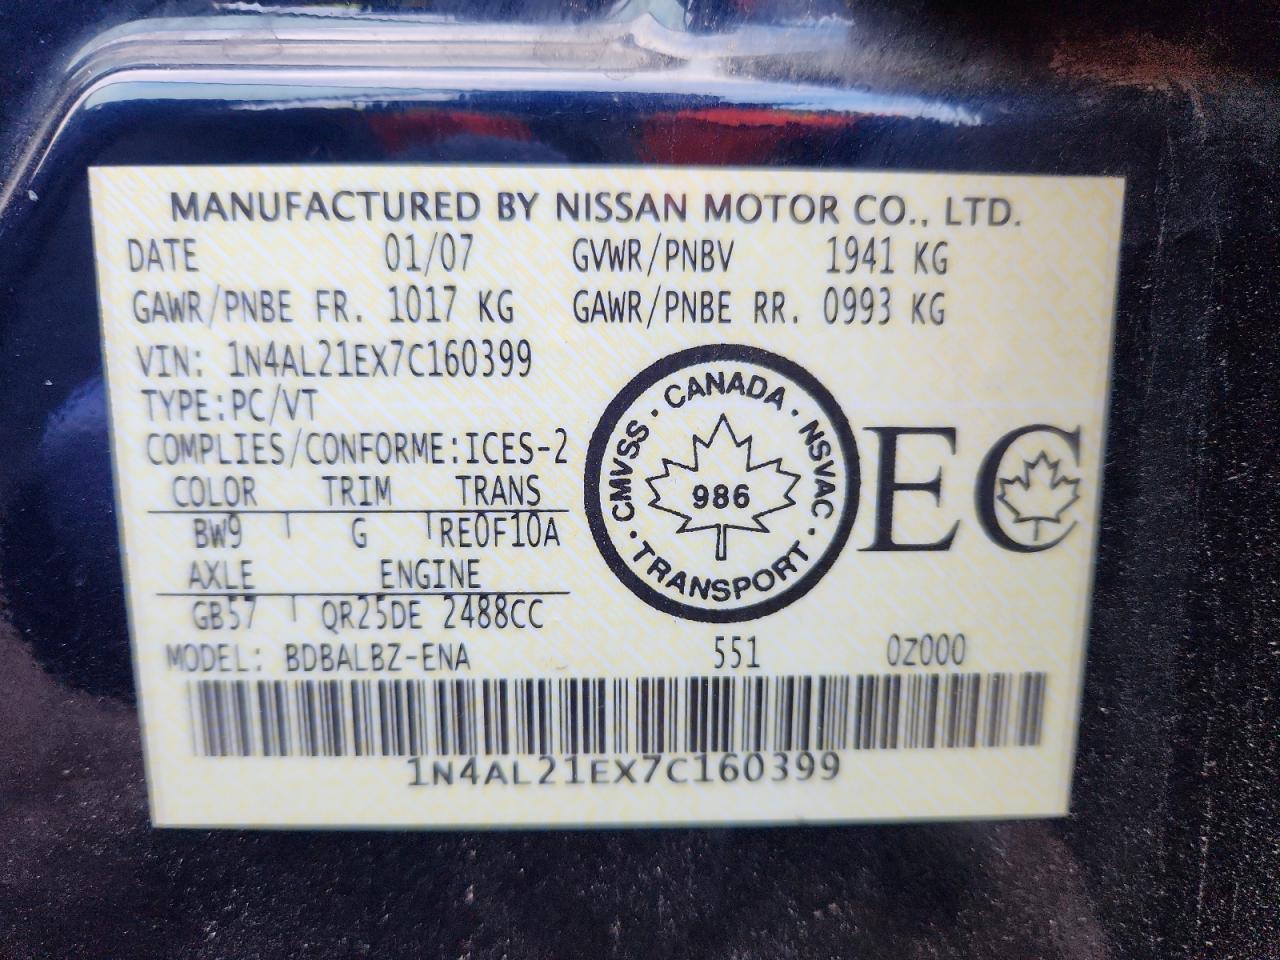 MANUFACTURED BY NISSAN MOTOR CO., LTD.
DATE 01/07 GVWR/PNBV 1941 KG
GAWR/PNBE FR. 1017 KG GAWR/PNBE RR. 0993 KG
VIN: 1N4AL21EX7C160399
TYPE:PC/VT
COMPLIES/CONFORME:ICES-2
COLOR TRIM TRANS
BW9 G RE0F10A
AXLE ENGINE
GB57 QR25DE 2488CC
CMVSS · CANADA · NSVAC · TRANSPORT ·
986
EC
MODEL: BDBALBZ-ENA 551 0Z000
1N4AL21EX7C160399